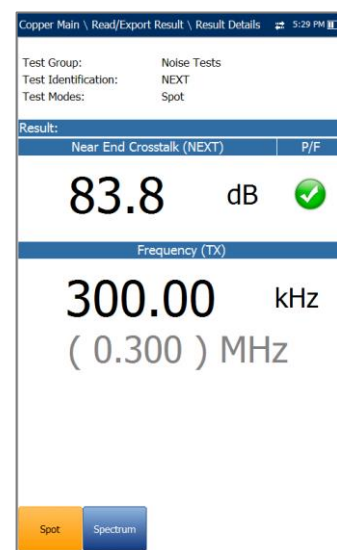 Copper Main \ Read/Export Result \ Result Details 5:29 PM
Test Group: Noise Tests
Test Identification: NEXT
Test Modes: Spot
Result:
Near End Crosstalk (NEXT) P/F
83.8 dB
Frequency (TX)
300.00 kHz
( 0.300 ) MHz
Spot Spectrum